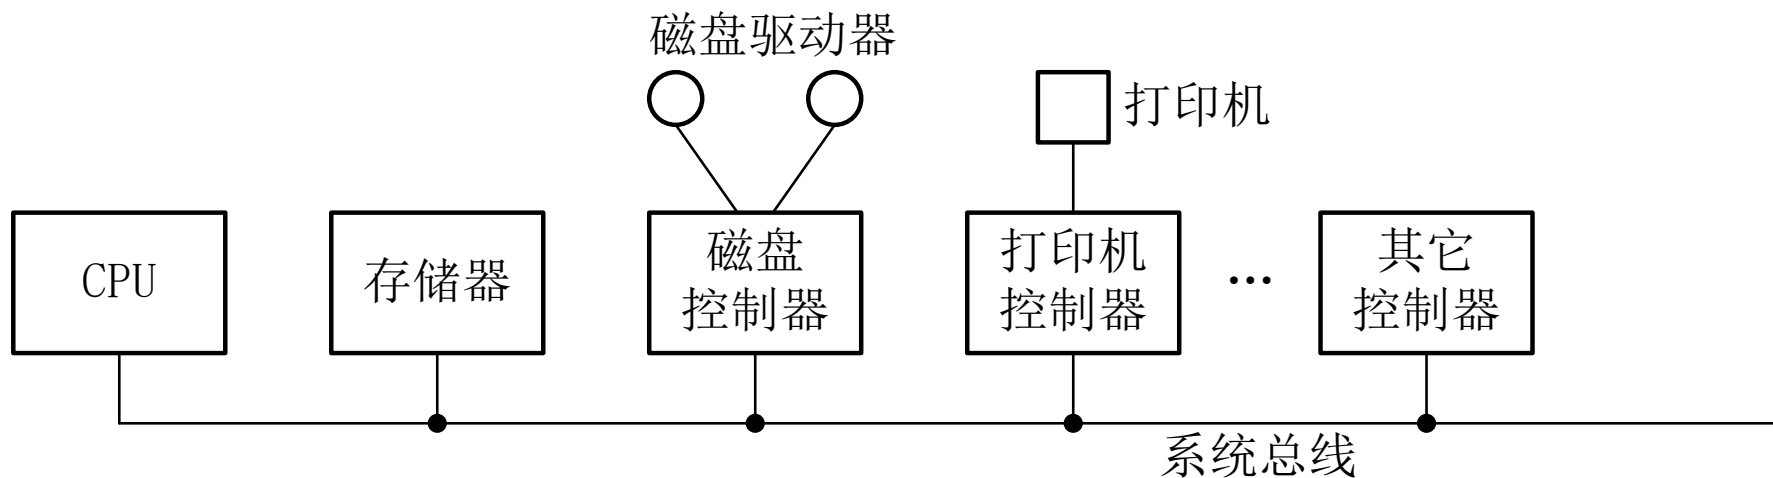 磁盘驱动器
打印机
CPU
存储器
磁盘
控制器
打印机
控制器
...
其它
控制器
系统总线